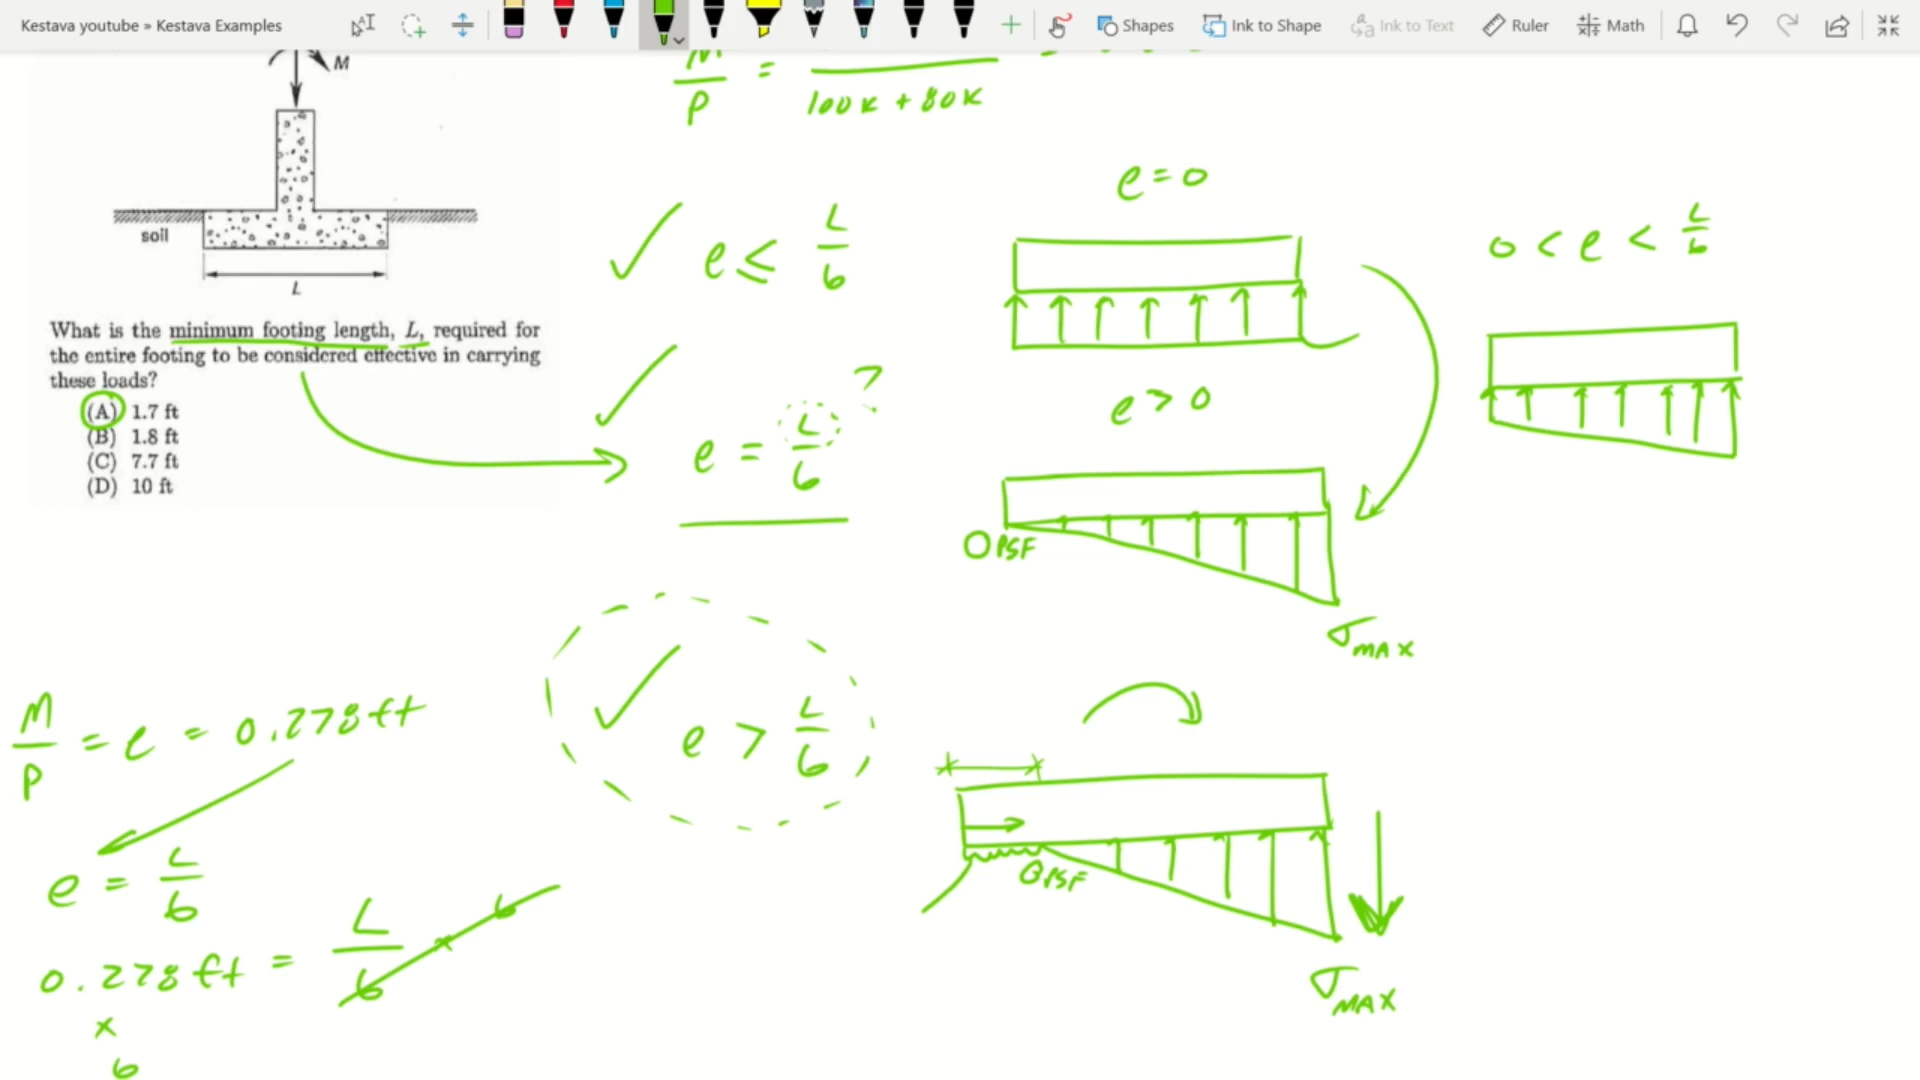 Kestava youtube » Kestava Examples
Shapes
Ink to Shape
Ink to Text
Ruler
Math
M
soil
L
What is the minimum footing length, L, required for
the entire footing to be considered effective in carrying
these loads?
(A) 1.7 ft
(B) 1.8 ft
(C) 7.7 ft
(D) 10 ft
M/P =
100K + 80K
e ≤ L/6
e = L/6 ?
e > L/6
e = 0
e > 0
0 PSF
σMAX
0 < e < L/6
0 PSF
σMAX
M/P = e = 0.278 ft
e = L/6
0.278 ft = L/6 × 6
×
6